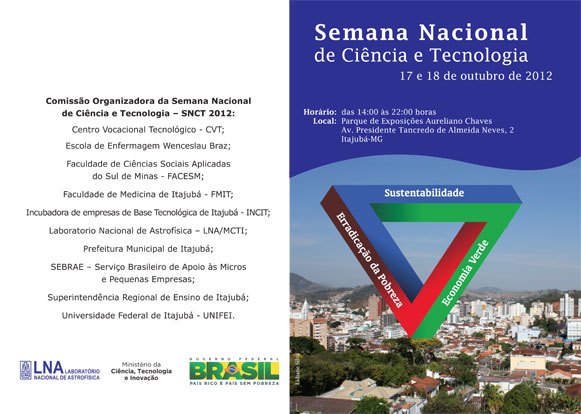 Comissão Organizadora da Semana Nacional
de Ciência e Tecnologia – SNCT 2012:
Centro Vocacional Tecnológico - CVT;
Escola de Enfermagem Wenceslau Braz;
Faculdade de Ciências Sociais Aplicadas
do Sul de Minas - FACESM;
Faculdade de Medicina de Itajubá - FMIT;
Incubadora de empresas de Base Tecnológica de Itajubá - INCIT;
Laboratorio Nacional de Astrofísica – LNA/MCTI;
Prefeitura Municipal de Itajubá;
SEBRAE – Serviço Brasileiro de Apoio às Micros
e Pequenas Empresas;
Superintendência Regional de Ensino de Itajubá;
Universidade Federal de Itajubá - UNIFEI.
LNA LABORATÓRIO
NACIONAL DE ASTROFÍSICA
Ministério da
Ciência, Tecnologia
e Inovação
GOVERNO FEDERAL
BRASIL
PAÍS RICO É PAÍS SEM POBREZA
Semana Nacional
de Ciência e Tecnologia
17 e 18 de outubro de 2012
Horário: das 14:00 às 22:00 horas
Local: Parque de Exposições Aureliano Chaves
Av. Presidente Tancredo de Almeida Neves, 2
Itajubá-MG
Sustentabilidade
Erradicação da Pobreza
Economia Verde